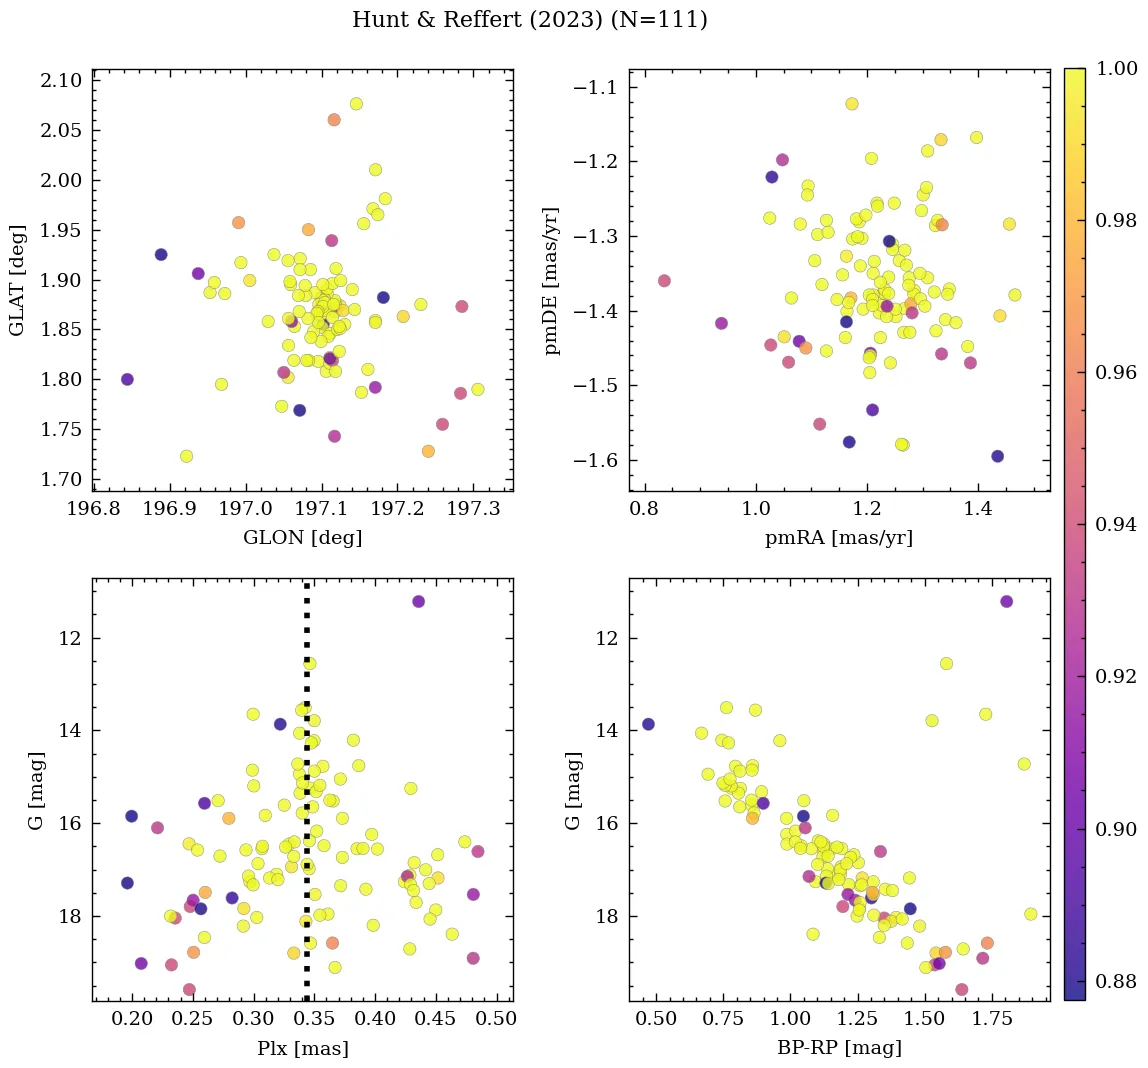 Hunt & Reffert (2023) (N=111)
2.10
2.05
2.00
1.95
1.90
1.85
1.80
1.75
1.70
GLAT [deg]
196.8 196.9 197.0 197.1 197.2 197.3
GLON [deg]
−1.1
−1.2
−1.3
−1.4
−1.5
−1.6
pmDE [mas/yr]
0.8 1.0 1.2 1.4
pmRA [mas/yr]
12
14
16
18
G [mag]
0.20 0.25 0.30 0.35 0.40 0.45 0.50
Plx [mas]
12
14
16
18
G [mag]
0.50 0.75 1.00 1.25 1.50 1.75
BP-RP [mag]
1.00
0.98
0.96
0.94
0.92
0.90
0.88